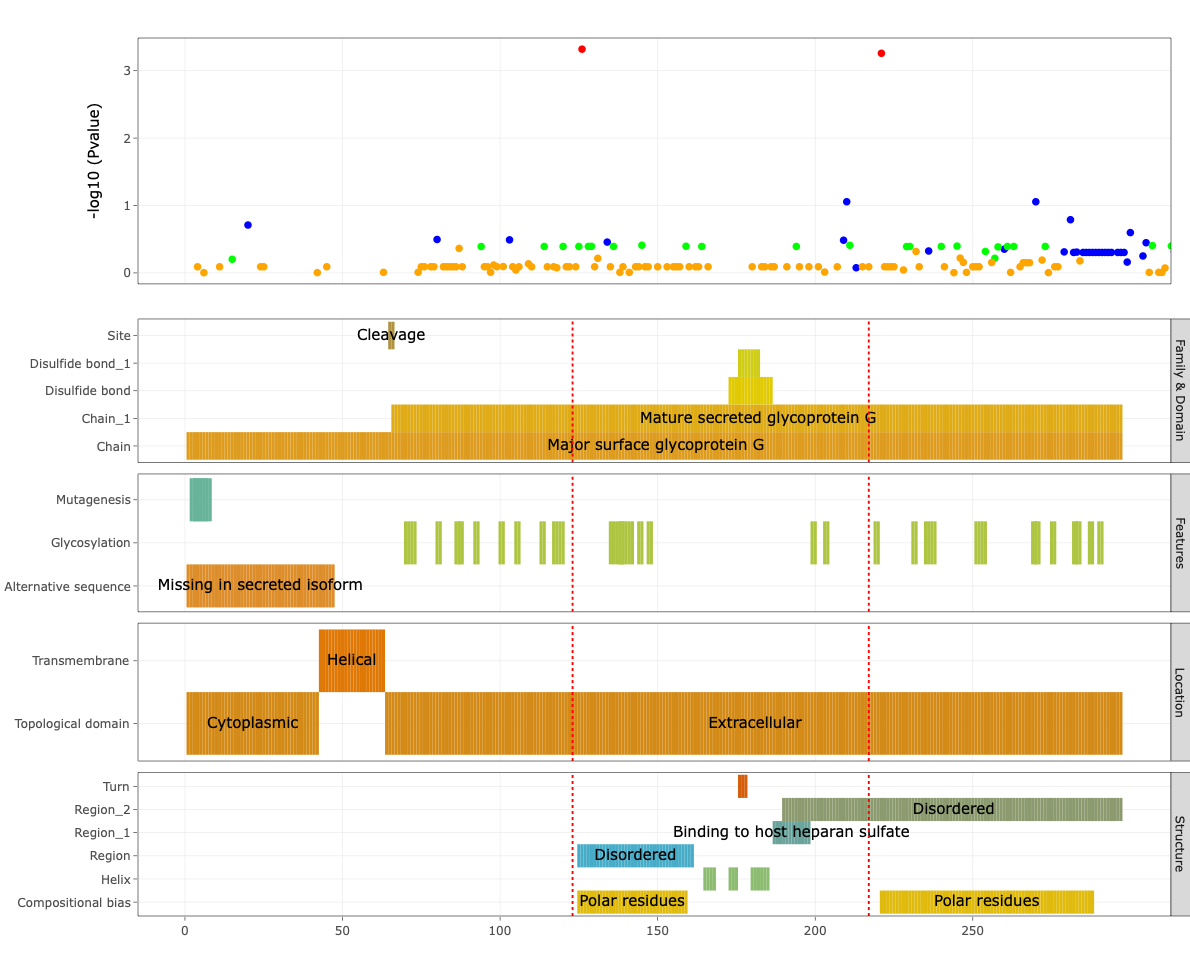 -log10 (Pvalue)
3
2
1
0
Site
Disulfide bond_1
Disulfide bond
Chain_1
Chain
Cleavage
Mature secreted glycoprotein G
Major surface glycoprotein G
Family & Domain
Mutagenesis
Glycosylation
Alternative sequence
Missing in secreted isoform
Features
Transmembrane
Topological domain
Helical
Cytoplasmic
Extracellular
Location
Turn
Region_2
Region_1
Region
Helix
Compositional bias
Disordered
Binding to host heparan sulfate
Disordered
Polar residues
Polar residues
Structure
0
50
100
150
200
250